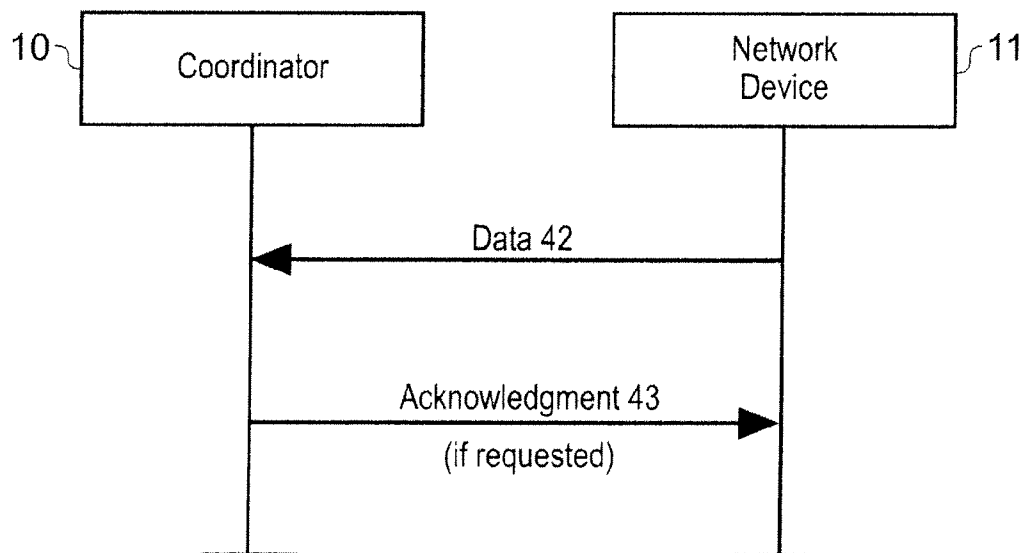 10
Coordinator
Network
Device
11
Data 42
Acknowledgment 43
(if requested)